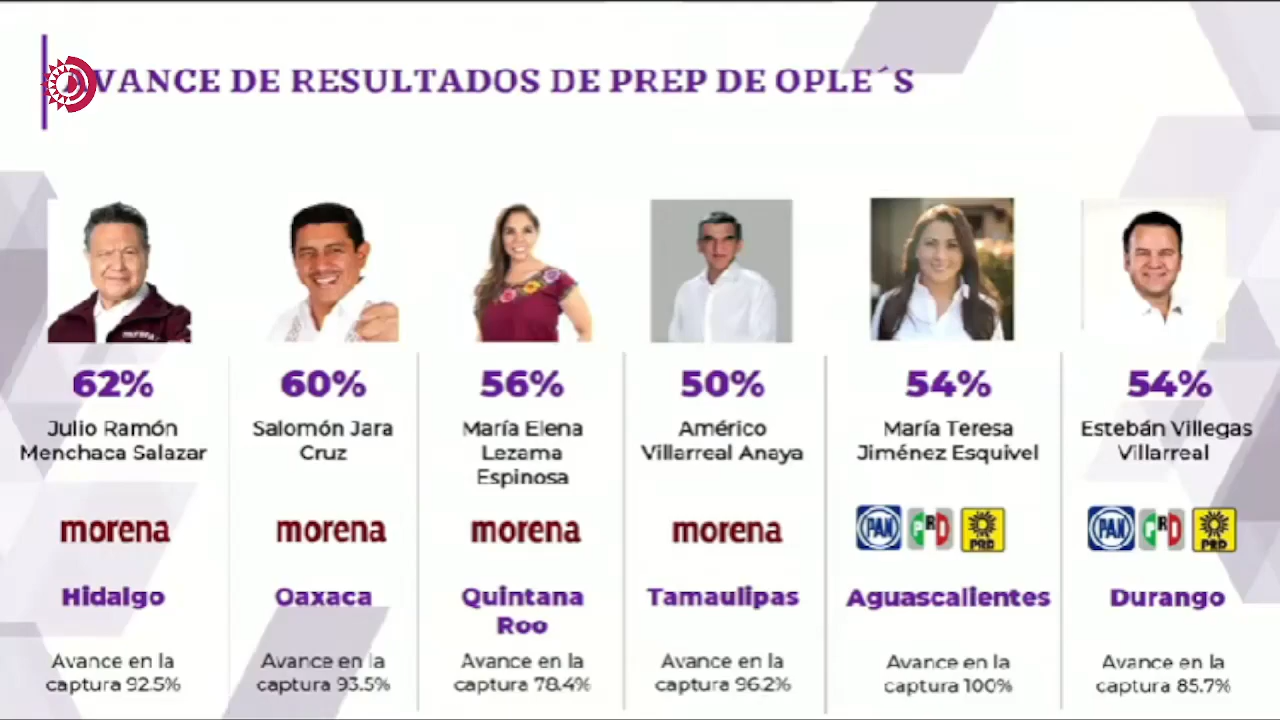 AVANCE DE RESULTADOS DE PREP DE OPLE´S
62%
Julio Ramón
Menchaca Salazar
morena
Hidalgo
Avance en la
captura 92.5%
60%
Salomón Jara
Cruz
morena
Oaxaca
Avance en la
captura 93.5%
56%
María Elena
Lezama
Espinosa
morena
Quintana
Roo
Avance en la
captura 78.4%
50%
Américo
Villarreal Anaya
morena
Tamaulipas
Avance en la
captura 96.2%
54%
María Teresa
Jiménez Esquivel
PAN PRD PRD
Aguascalientes
Avance en la
captura 100%
54%
Estebán Villegas
Villarreal
PAN PRD
Durango
Avance en la
captura 85.7%